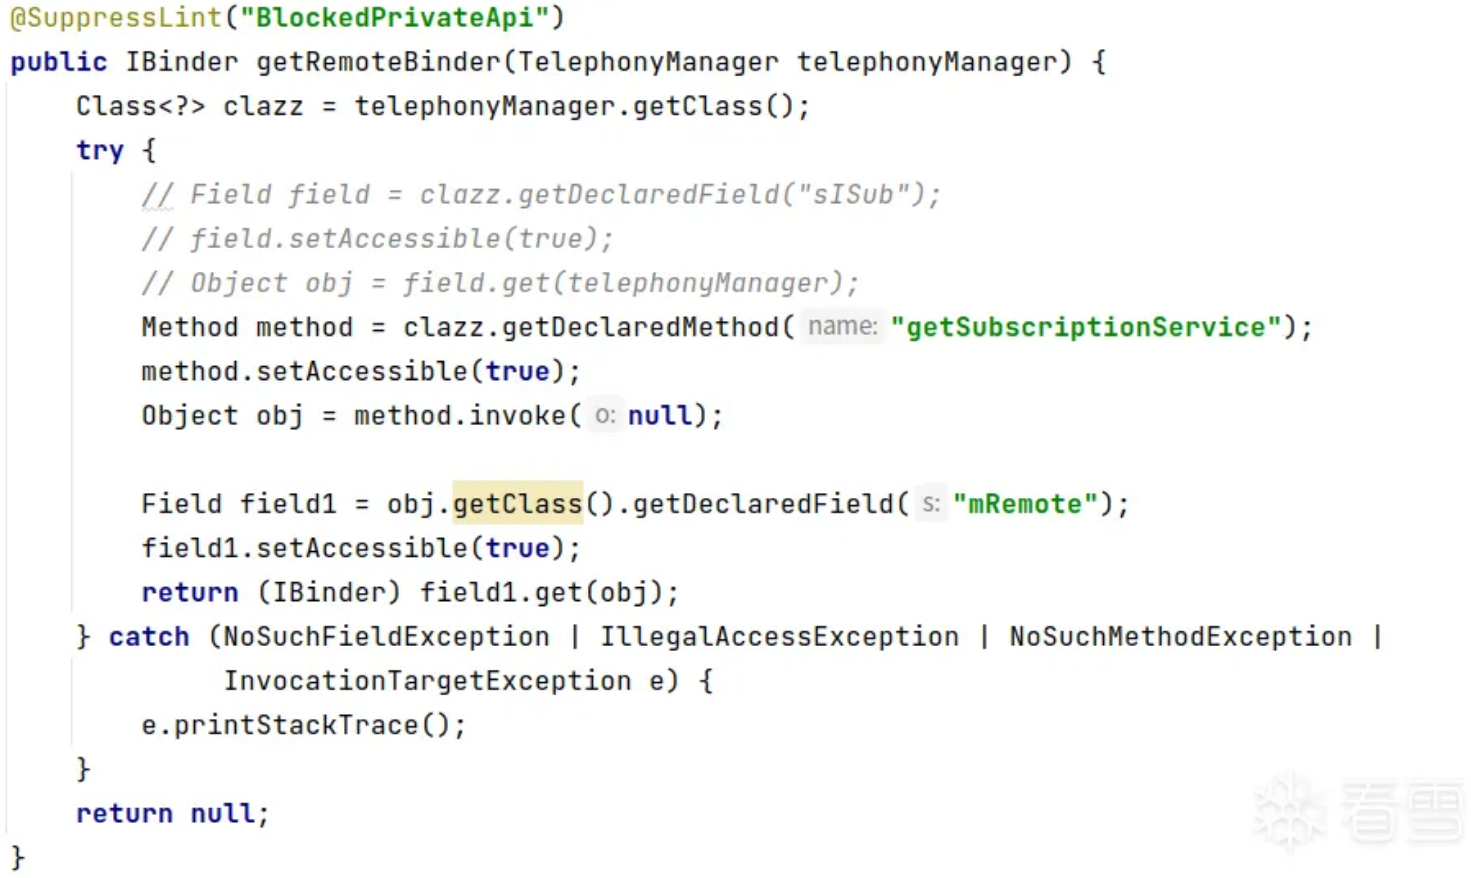 @SuppressLint("BlockedPrivateApi")
public IBinder getRemoteBinder(TelephonyManager telephonyManager) {
Class<?> clazz = telephonyManager.getClass();
try {
// Field field = clazz.getDeclaredField("sISub");
// field.setAccessible(true);
// Object obj = field.get(telephonyManager);
Method method = clazz.getDeclaredMethod( name: "getSubscriptionService");
method.setAccessible(true);
Object obj = method.invoke( o: null);
Field field1 = obj.getClass().getDeclaredField( s: "mRemote");
field1.setAccessible(true);
return (IBinder) field1.get(obj);
} catch (NoSuchFieldException | IllegalAccessException | NoSuchMethodException |
InvocationTargetException e) {
e.printStackTrace();
}
return null;
}
看雪